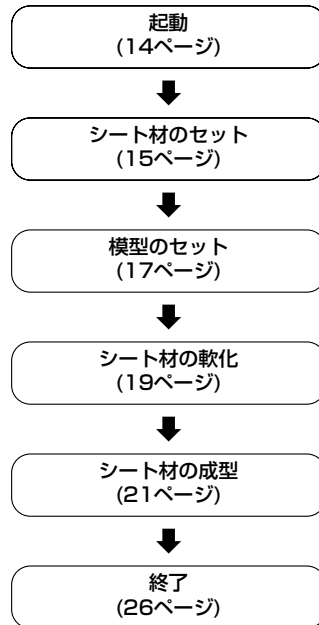 起動
(14ページ)
シート材のセット
(15ページ)
模型のセット
(17ページ)
シート材の軟化
(19ページ)
シート材の成型
(21ページ)
終了
(26ページ)